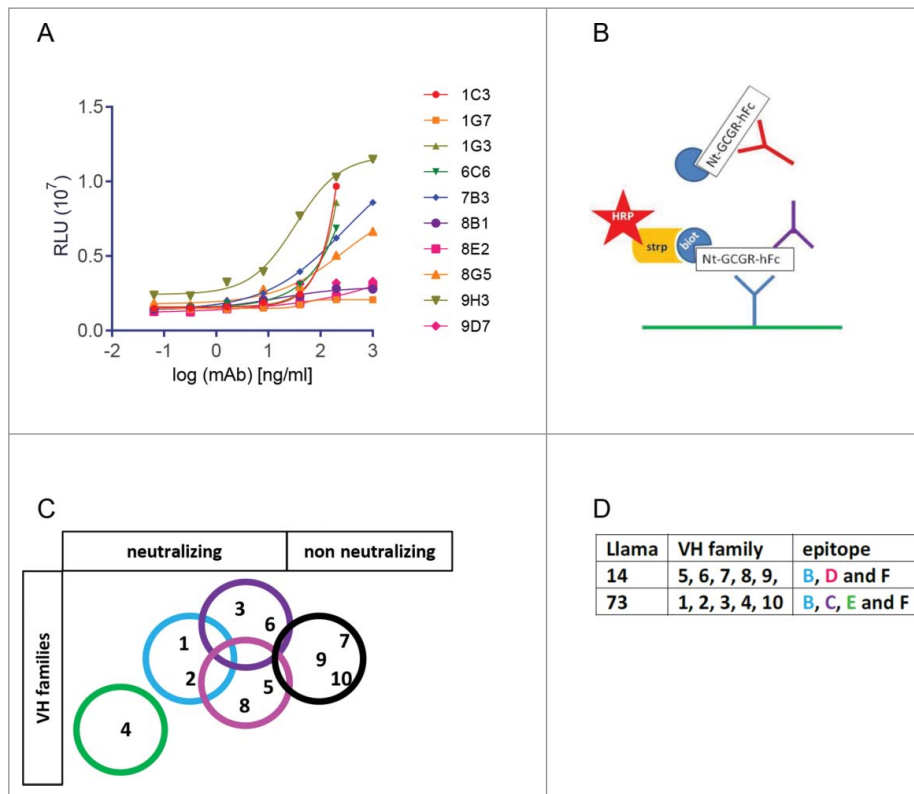 A
1.5
1.0
0.5
0.0
RLU (10⁷)
-2 -1 0 1 2 3
log (mAb) [ng/ml]
1C3
1G7
1G3
6C6
7B3
8B1
8E2
8G5
9H3
9D7
B
Nt-GCGR-hFc
HRP
strp
biot
Nt-GCGR-hFc
C
neutralizing non neutralizing
VH families
3
6
1
2
5
8
7
9
10
4
D
Llama VH family epitope
14 5, 6, 7, 8, 9, B, D and F
73 1, 2, 3, 4, 10 B, C, E and F